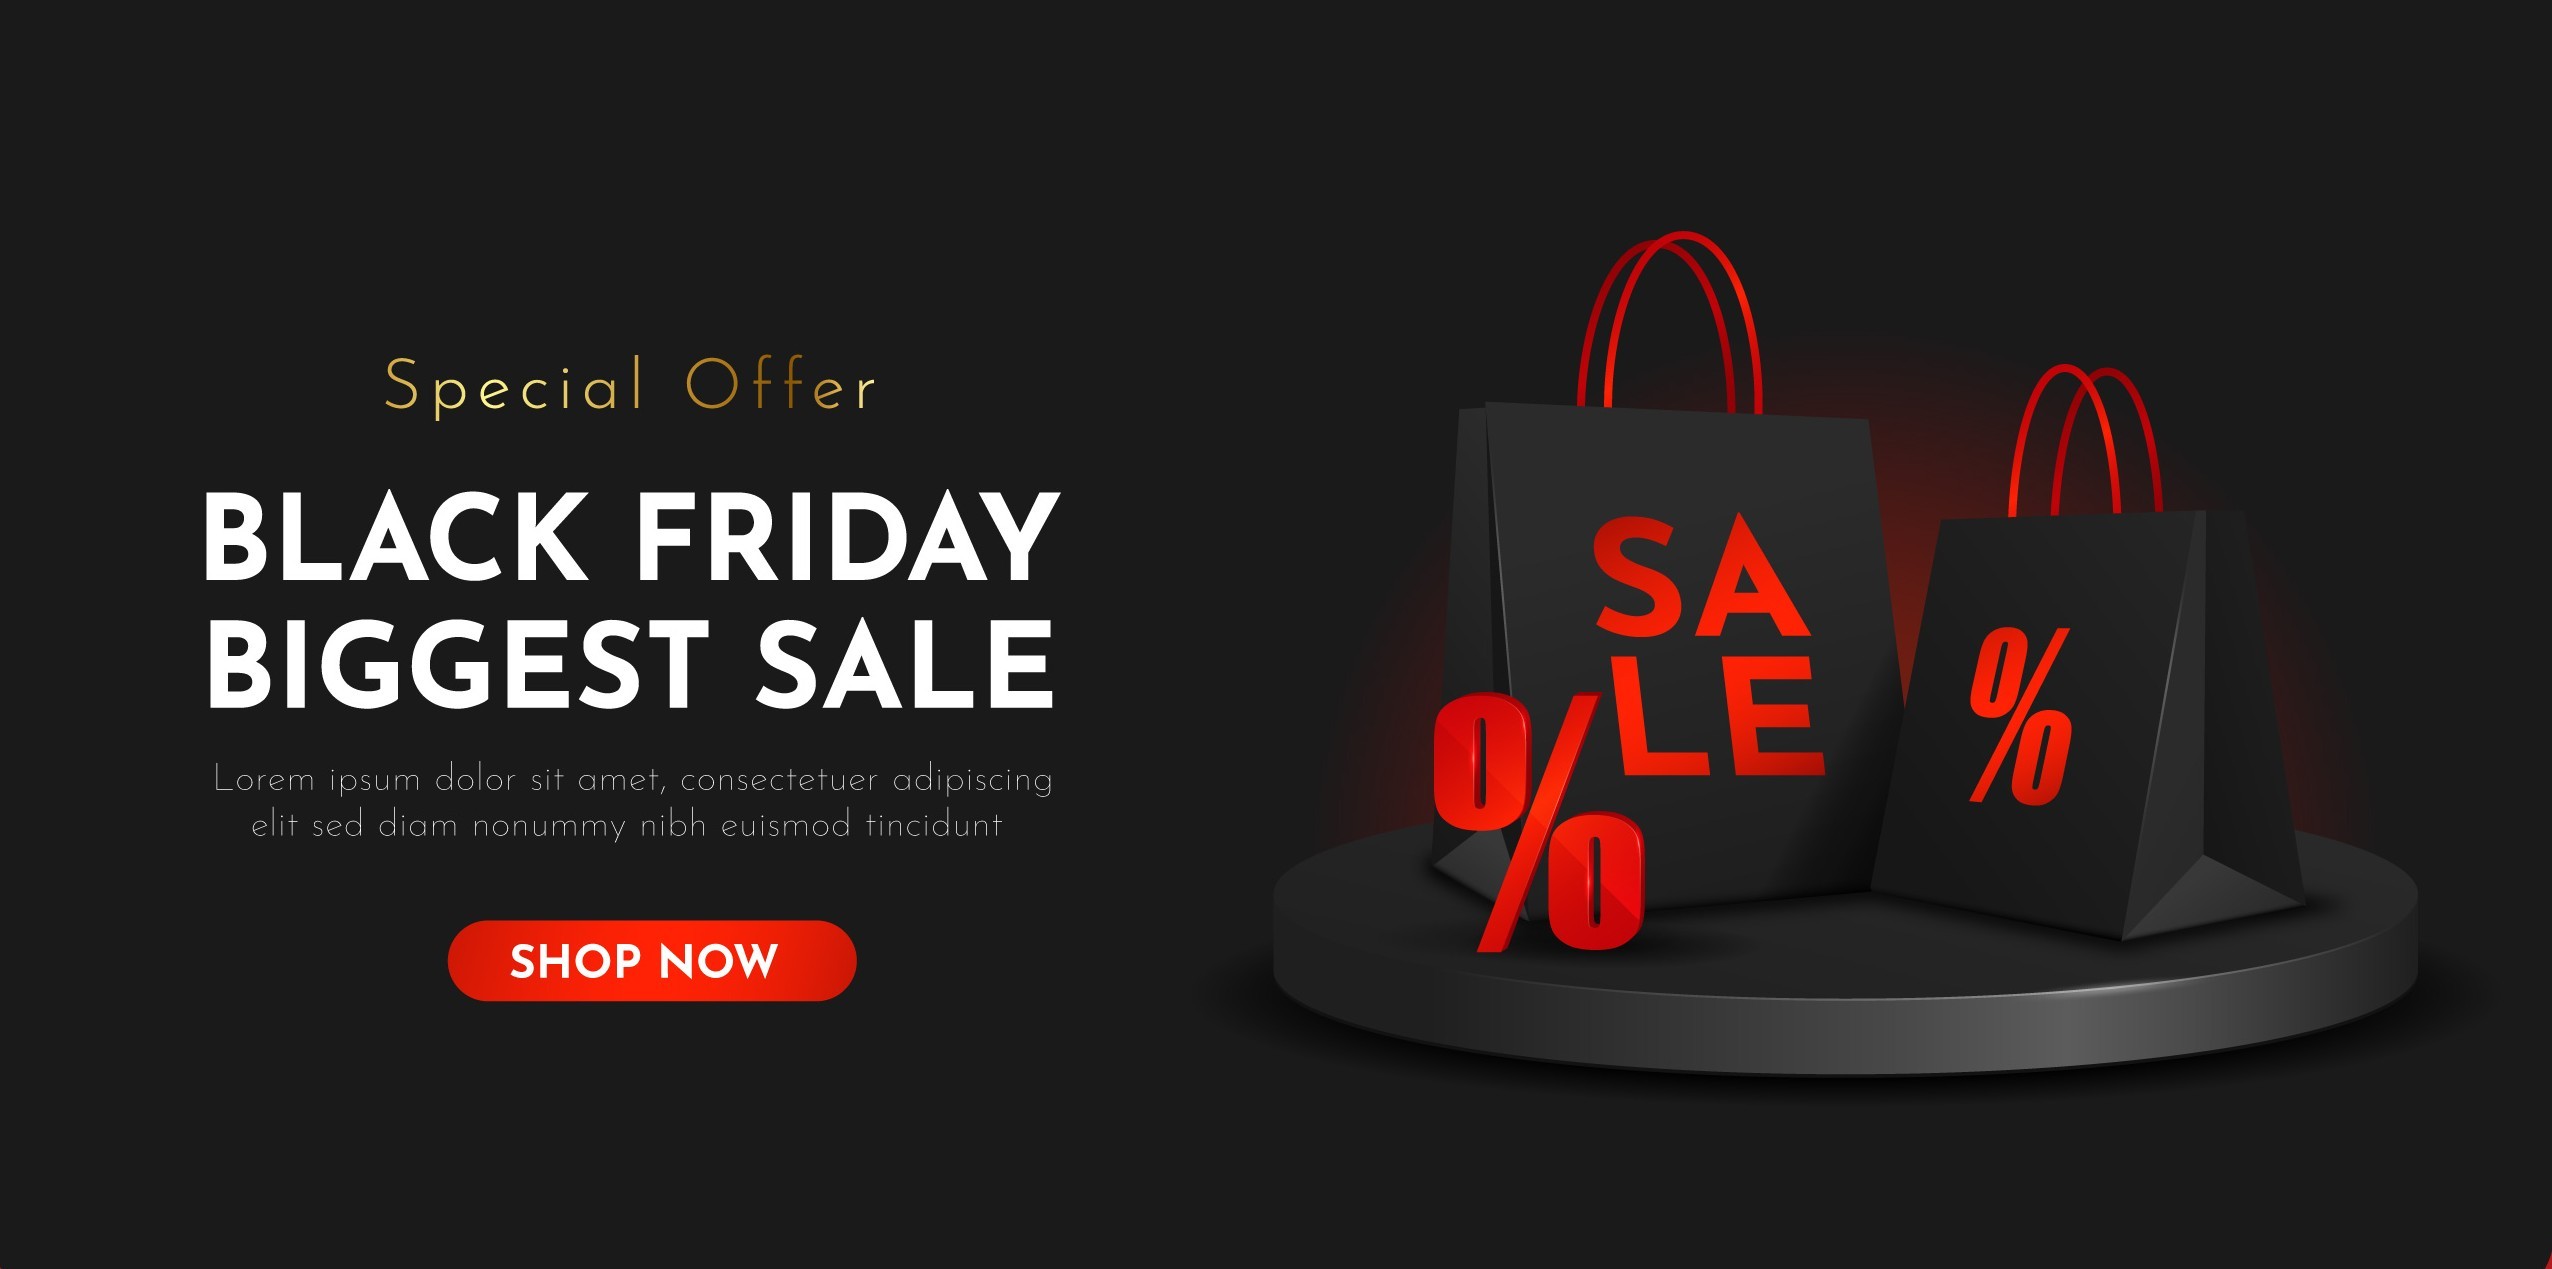 Special Offer
BLACK FRIDAY
BIGGEST SALE
Lorem ipsum dolor sit amet, consectetuer adipiscing
elit sed diam nonummy nibh euismod tincidunt
SHOP NOW
SA
LE
%
%